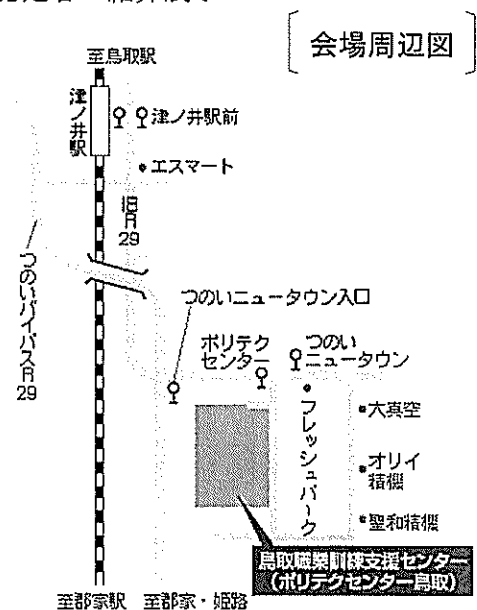 会場周辺図
至鳥取駅
津ノ井駅
津ノ井駅前
エスマート
旧R29
つのいバイパスR29
つのいニュータウン入口
ポリテク
センター
つのい
ニュータウン
フレッシュパーク
大真空
オリイ
精機
聖和精機
鳥取職業訓練支援センター
(ポリテクセンター鳥取)
至郡家駅
至郡家・姫路